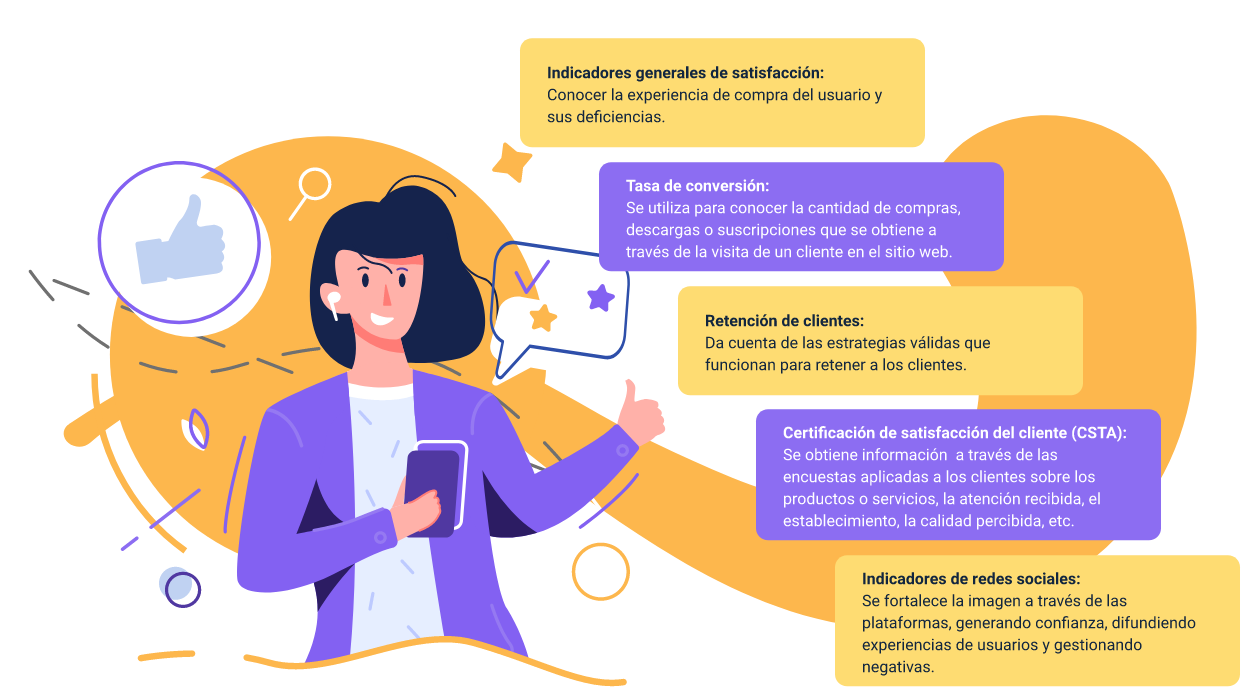 Indicadores generales de satisfacción:
Conocer la experiencia de compra del usuario y
sus deficiencias.
Tasa de conversión:
Se utiliza para conocer la cantidad de compras,
descargas o suscripciones que se obtiene a
través de la visita de un cliente en el sitio web.
Retención de clientes:
Da cuenta de las estrategias válidas que
funcionan para retener a los clientes.
Certificación de satisfacción del cliente (CSTA):
Se obtiene información  a través de las
encuestas aplicadas a los clientes sobre los
productos o servicios, la atención recibida, el
establecimiento, la calidad percibida, etc.
Indicadores de redes sociales:
Se fortalece la imagen a través de las
plataformas, generando confianza, difundiendo
experiencias de usuarios y gestionando
negativas.